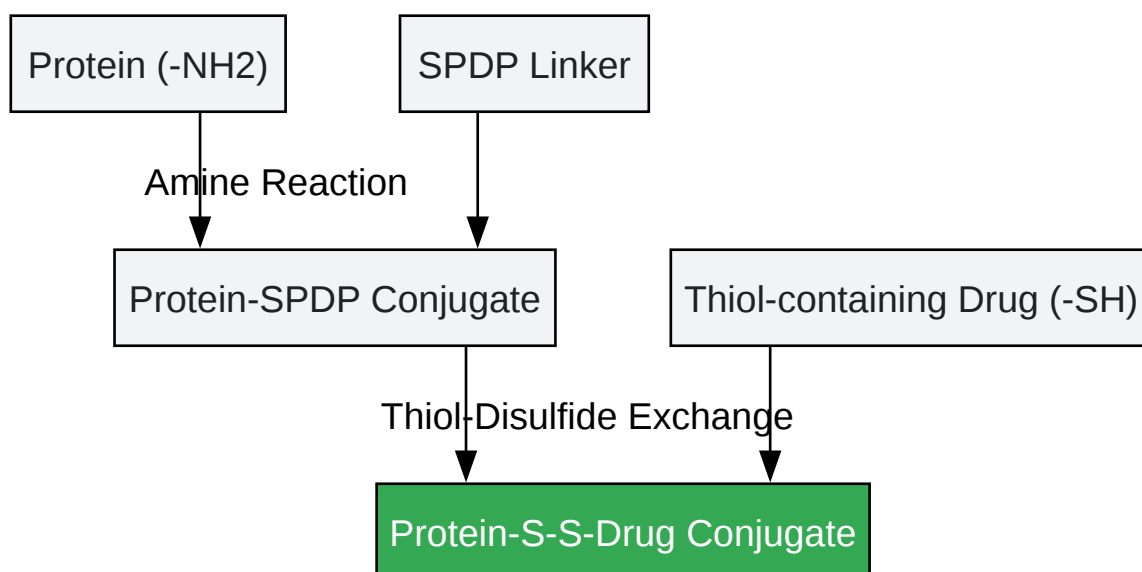 Protein (-NH2)
SPDP Linker
Amine Reaction
Protein-SPDP Conjugate
Thiol-containing Drug (-SH)
Thiol-Disulfide Exchange
Protein-S-S-Drug Conjugate